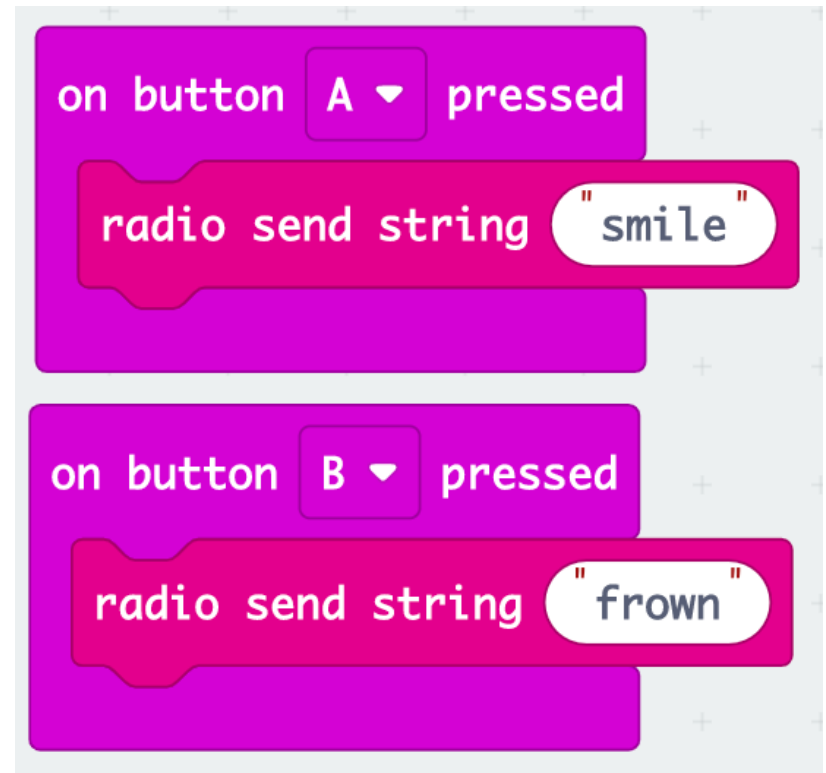 on button A pressed
radio send string "smile"
on button B pressed
radio send string "frown"